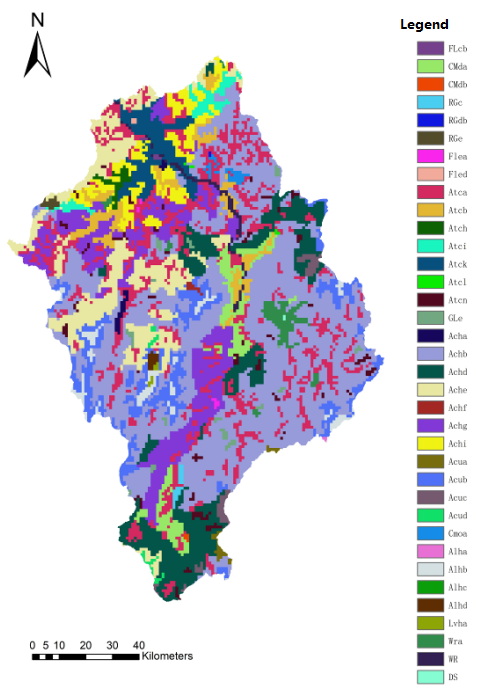 N
Legend
FLcb
CMda
CMdb
RGc
RGdb
RGe
Flea
Fled
Atca
Atcb
Atch
Atci
Atck
Atcl
Atcn
GLe
Acha
Achb
Achd
Ache
Achf
Achg
Achi
Acua
Acub
Acuc
Acud
Cmoa
Alha
Alhb
Alhc
Alhd
Lvha
Wra
WR
DS
0 5 10 20 30 40
Kilometers